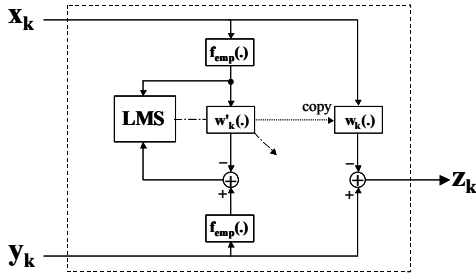 xk
femp(.)
LMS
w'k(.)
copy
wk(.)
−
+
−
+
zk
femp(.)
yk